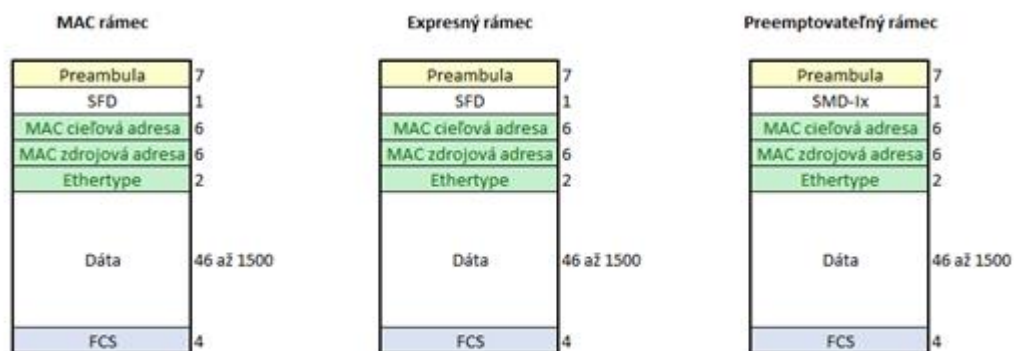 MAC rámec
Preambula 7
SFD 1
MAC cieľová adresa 6
MAC zdrojová adresa 6
Ethertype 2
Dáta 46 až 1500
FCS 4
Expresný rámec
Preambula 7
SFD 1
MAC cieľová adresa 6
MAC zdrojová adresa 6
Ethertype 2
Dáta 46 až 1500
FCS 4
Preemptovateľný rámec
Preambula 7
SMD-Ix 1
MAC cieľová adresa 6
MAC zdrojová adresa 6
Ethertype 2
Dáta 46 až 1500
FCS 4